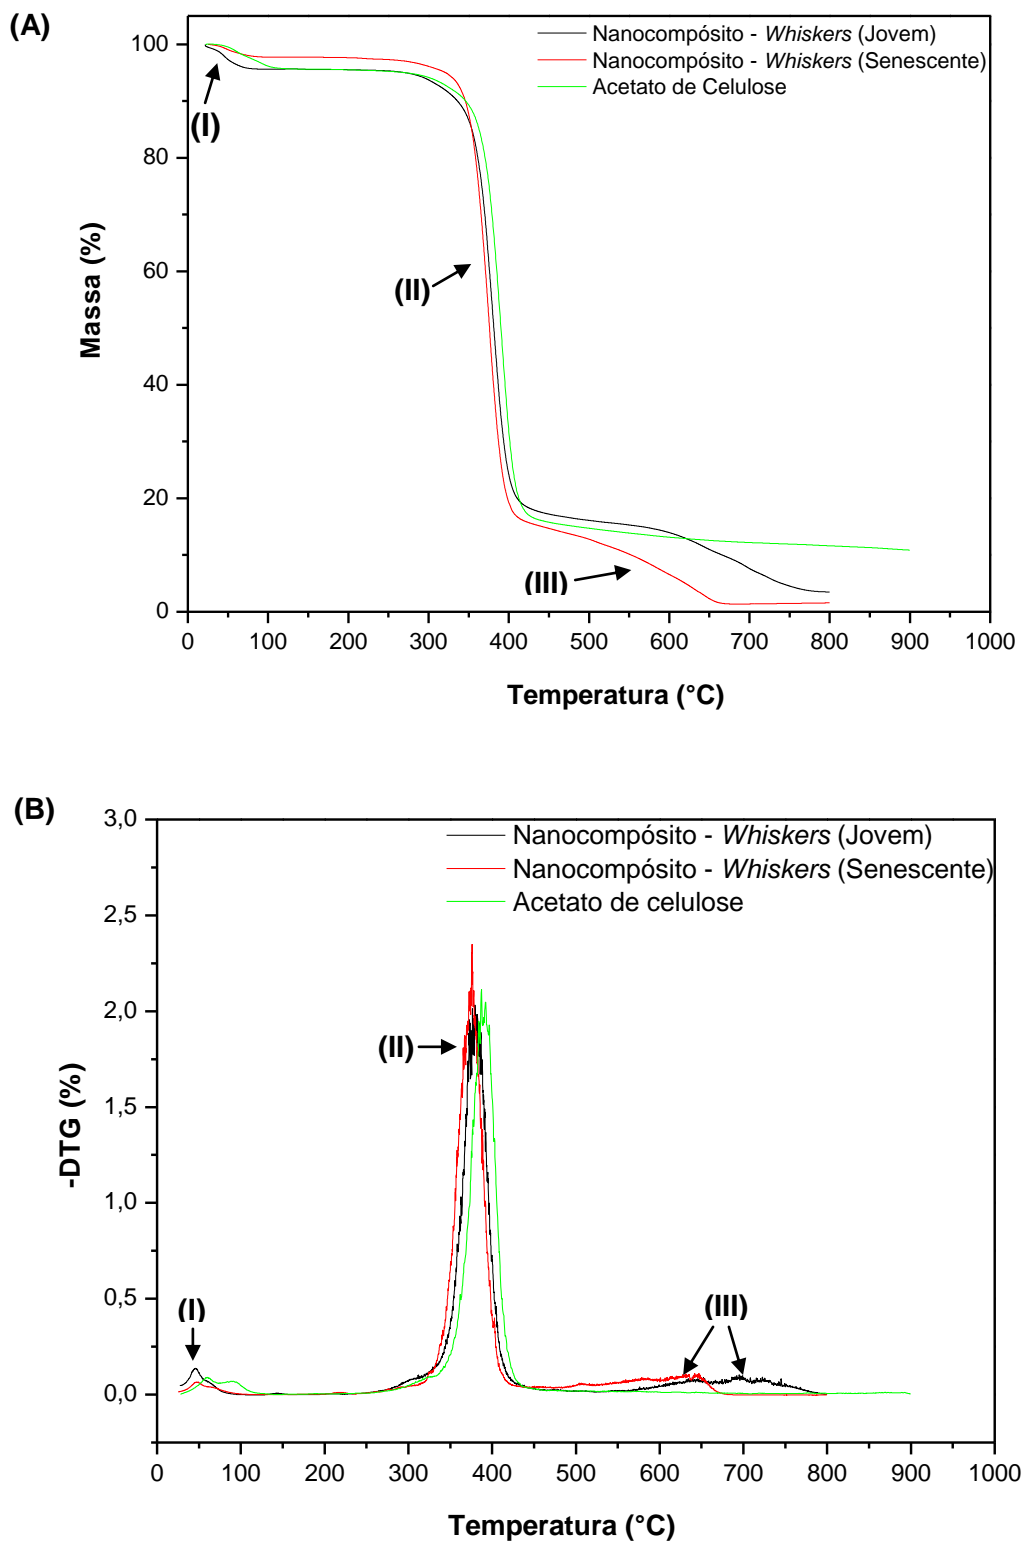 (A)
Nanocompósito - Whiskers (Jovem)
Nanocompósito - Whiskers (Senescente)
Acetato de Celulose
100
80
60
40
20
0
Massa (%)
(I)
(II)
(III)
0 100 200 300 400 500 600 700 800 900 1000
Temperatura (°C)
(B)
Nanocompósito - Whiskers (Jovem)
Nanocompósito - Whiskers (Senescente)
Acetato de celulose
3,0
2,5
2,0
1,5
1,0
0,5
0,0
-DTG (%)
(I)
(II)
(III)
0 100 200 300 400 500 600 700 800 900 1000
Temperatura (°C)